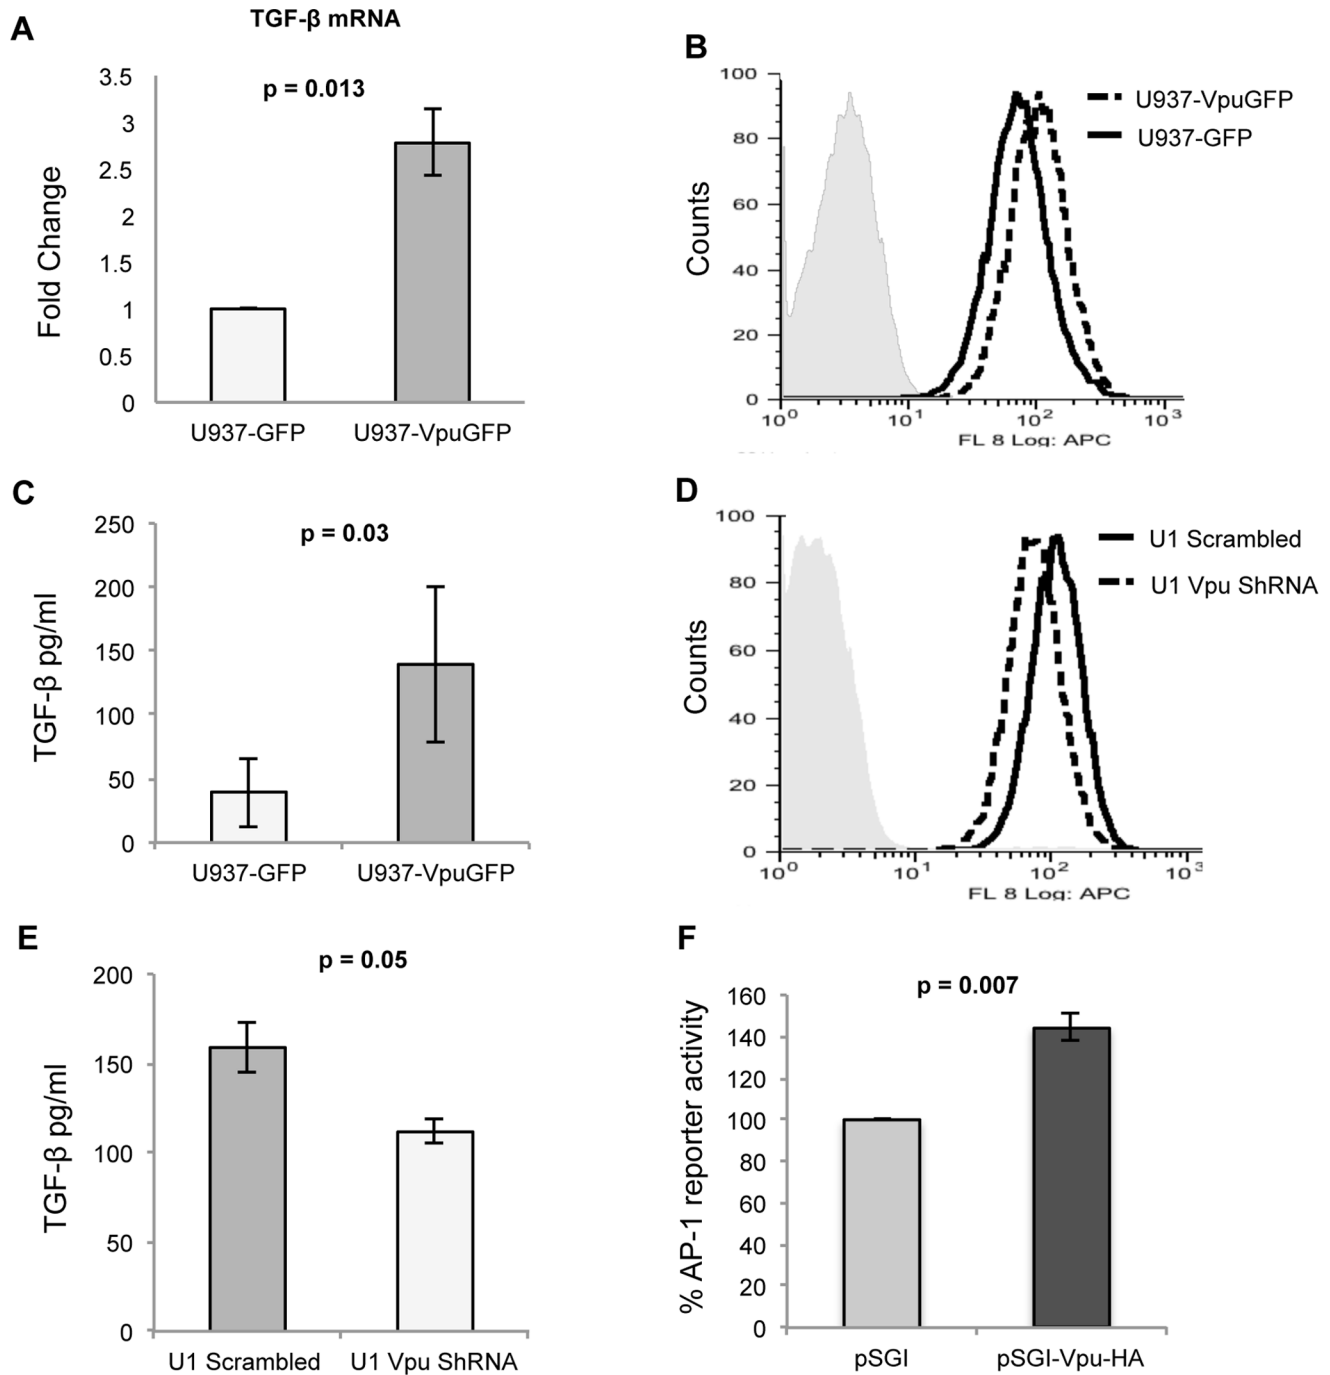 A
TGF-β mRNA
p = 0.013
Fold Change
3.5
3
2.5
2
1.5
1
0.5
0
U937-GFP
U937-VpuGFP
B
U937-VpuGFP
U937-GFP
Counts
100
80
60
40
20
0
10⁰
10¹
10²
10³
FL 8 Log: APC
C
p = 0.03
TGF-β pg/ml
250
200
150
100
50
0
U937-GFP
U937-VpuGFP
D
U1 Scrambled
U1 Vpu ShRNA
Counts
100
80
60
40
20
0
10⁰
10¹
10²
10³
FL 8 Log: APC
E
p = 0.05
TGF-β pg/ml
200
150
100
50
0
U1 Scrambled
U1 Vpu ShRNA
F
p = 0.007
% AP-1 reporter activity
160
140
120
100
80
60
40
20
0
pSGI
pSGI-Vpu-HA